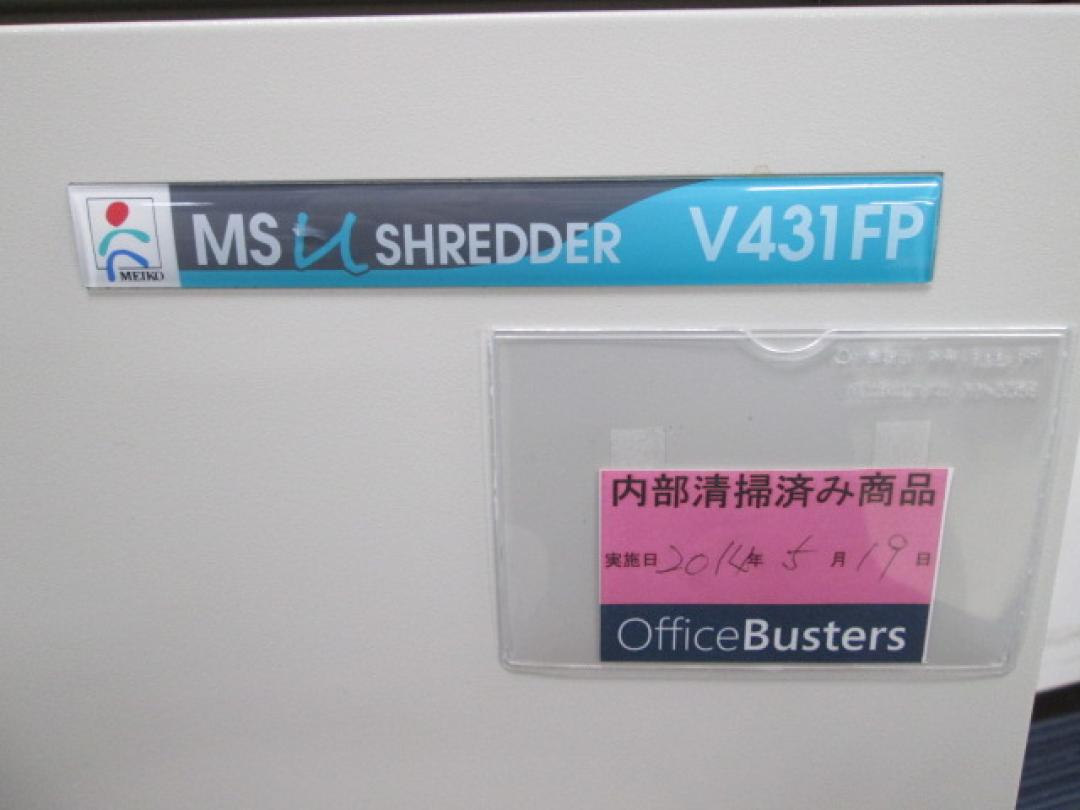 MEIKO
MS U SHREDDER V431FP
内部清掃済み商品
実施日2014年5月19日
OfficeBusters